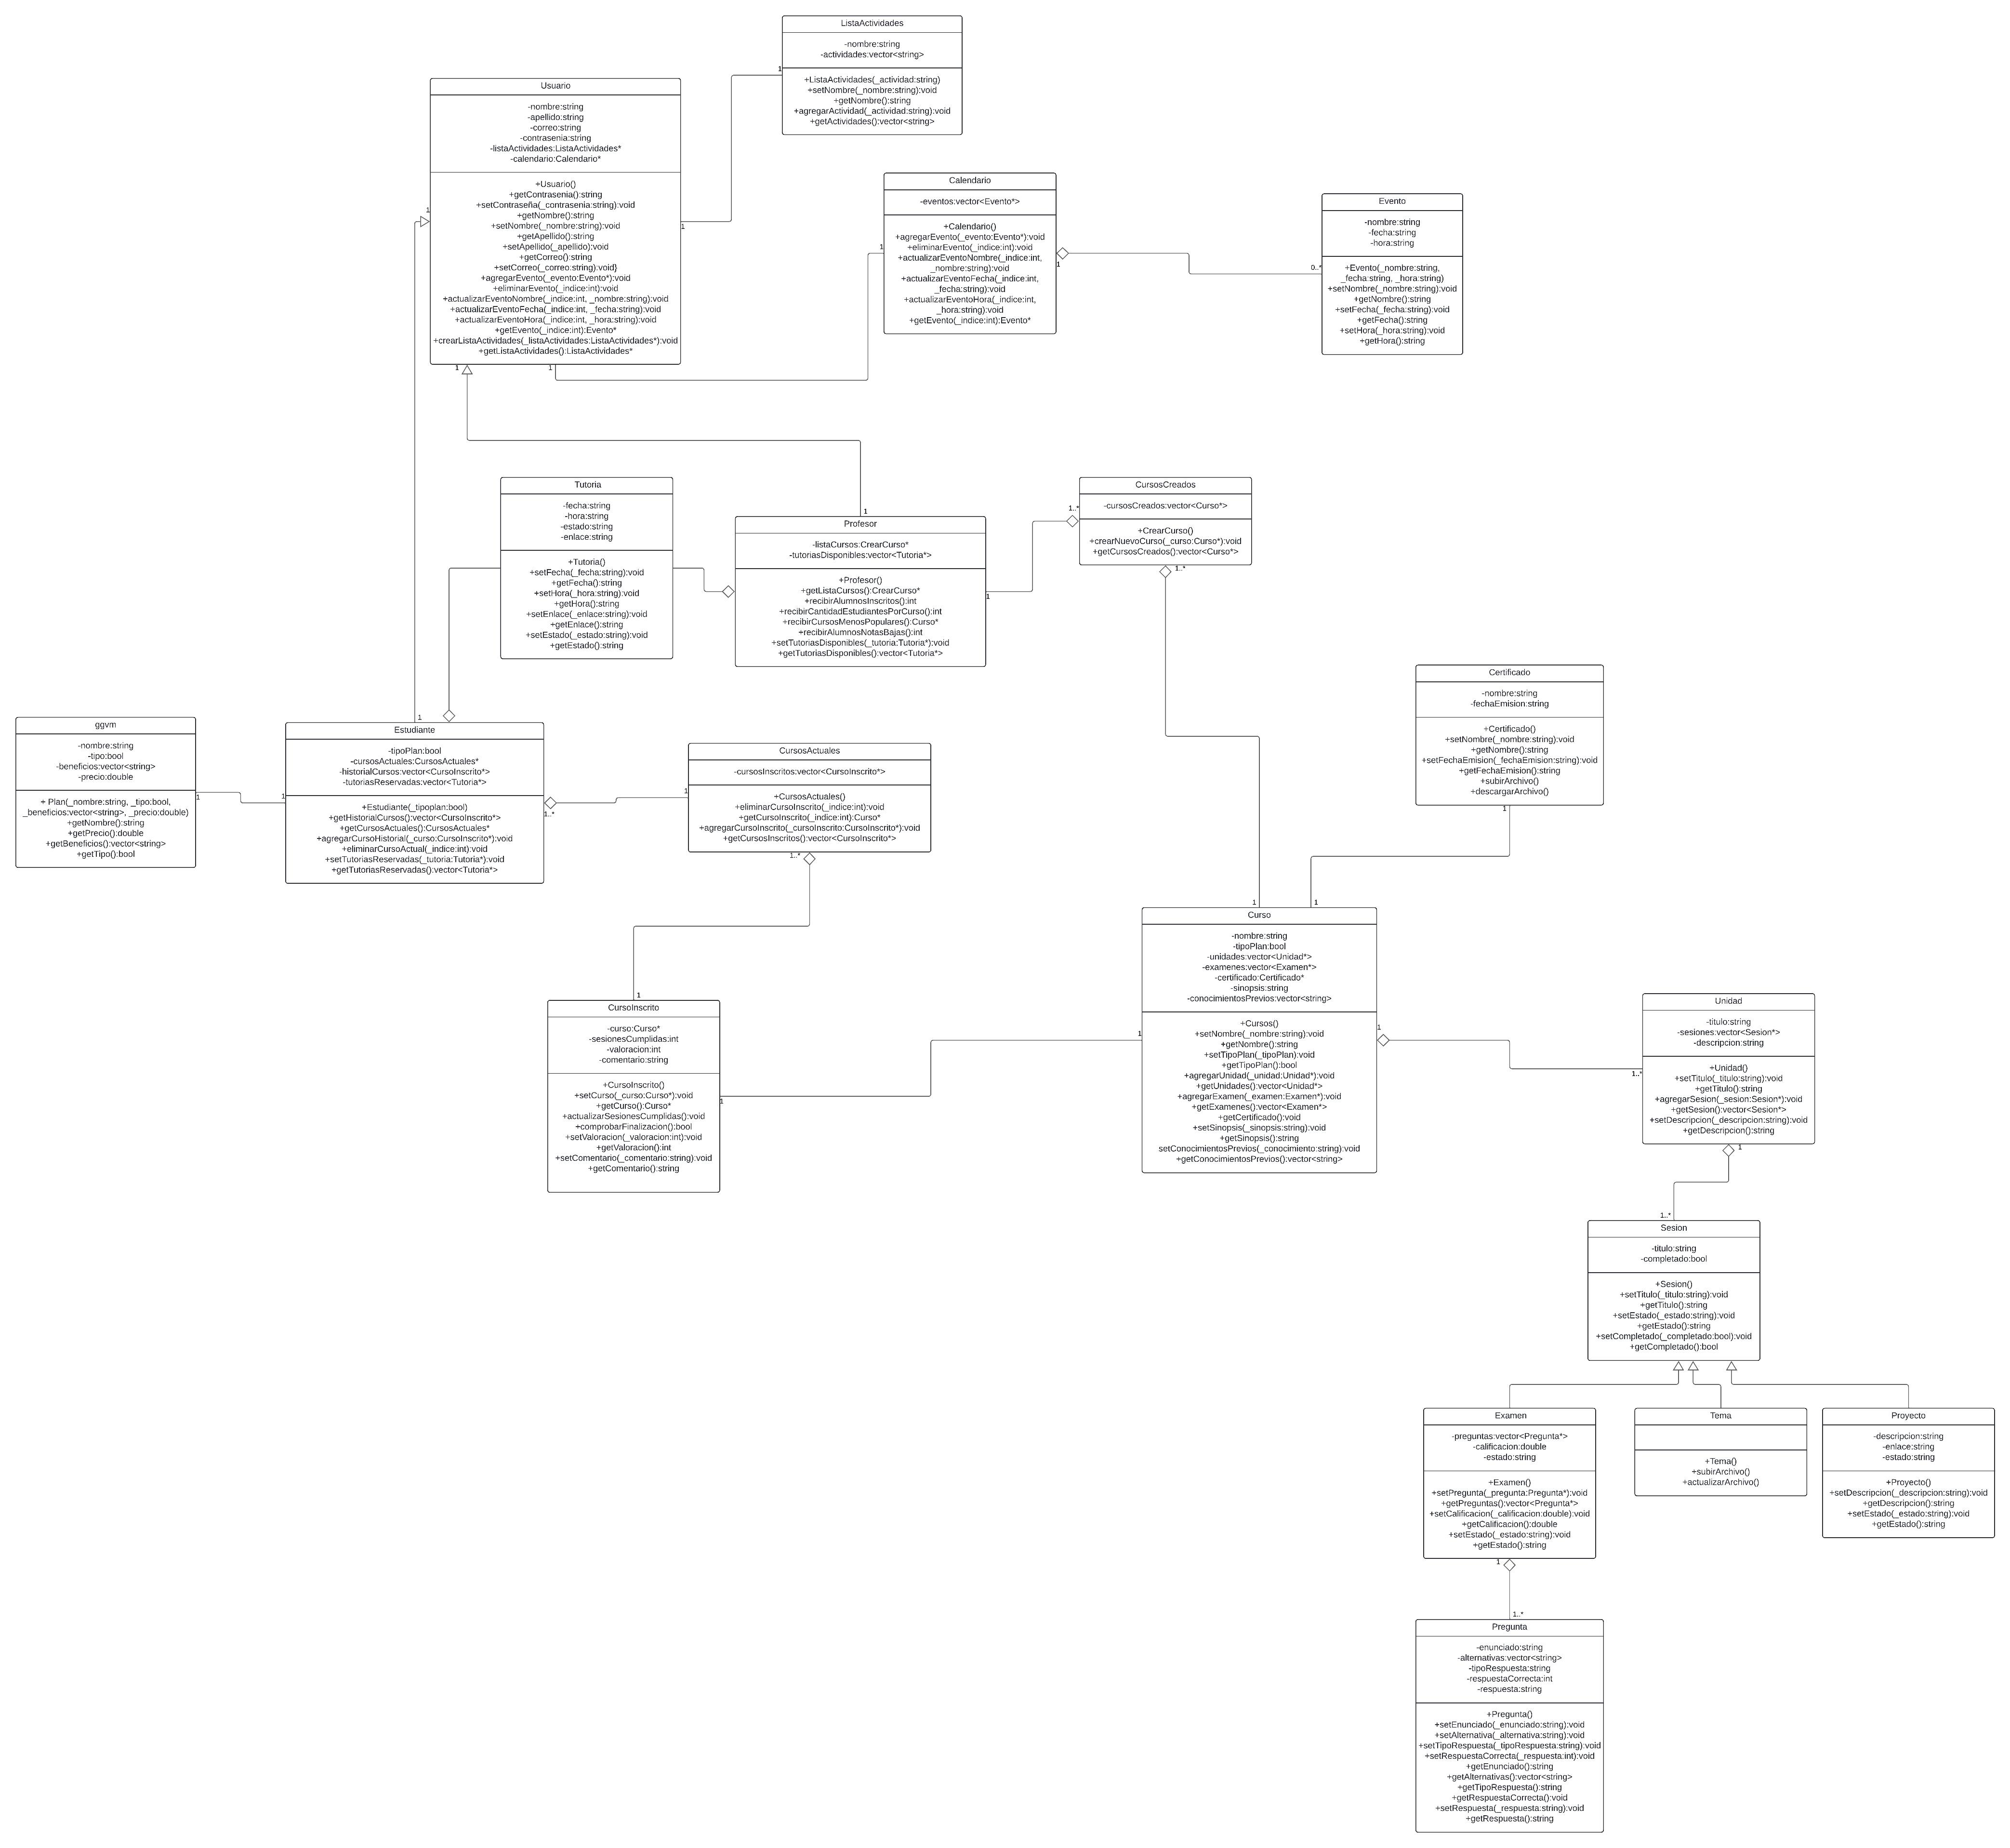 ListaActividades
-nombre:string
-actividades:vector<string>
+ListaActividades(_actividad:string)
+setNombre(_nombre:string):void
+getNombre():string
+agregarActividad(_actividad:string):void
+getActividades():vector<string>
1
Usuario
-nombre:string
-apellido:string
-correo:string
-contrasenia:string
-listaActividades:ListaActividades*
-calendario:Calendario*
+Usuario()
+getContrasenia():string
+setContraseña(_contrasenia:string):void
+getNombre():string
+setNombre(_nombre:string):void
+getApellido():string
+setApellido(_apellido):void
+getCorreo():string
+setCorreo(_correo:string):void}
+agregarEvento(_evento:Evento*):void
+eliminarEvento(_indice:int):void
+actualizarEventoNombre(_indice:int, _nombre:string):void
+actualizarEventoFecha(_indice:int, _fecha:string):void
+actualizarEventoHora(_indice:int, _hora:string):void
+getEvento(_indice:int):Evento*
+crearListaActividades(_listaActividades:ListaActividades*):void
+getListaActividades():ListaActividades*
1
1
1
1
Calendario
-eventos:vector<Evento*>
+Calendario()
+agregarEvento(_evento:Evento*):void
+eliminarEvento(_indice:int):void
+actualizarEventoNombre(_indice:int,
_nombre:string):void
+actualizarEventoFecha(_indice:int,
_fecha:string):void
+actualizarEventoHora(_indice:int,
_hora:string):void
+getEvento(_indice:int):Evento*
1
1
0..*
Evento
-nombre:string
-fecha:string
-hora:string
+Evento(_nombre:string,
_fecha:string, _hora:string)
+setNombre(_nombre:string):void
+getNombre():string
+setFecha(_fecha:string):void
+getFecha():string
+setHora(_hora:string):void
+getHora():string
Tutoria
-fecha:string
-hora:string
-estado:string
-enlace:string
+Tutoria()
+setFecha(_fecha:string):void
+getFecha():string
+setHora(_hora:string):void
+getHora():string
+setEnlace(_enlace:string):void
+getEnlace():string
+setEstado(_estado:string):void
+getEstado():string
1
Profesor
-listaCursos:CrearCurso*
-tutoriasDisponibles:vector<Tutoria*>
+Profesor()
+getListaCursos():CrearCurso*
+recibirAlumnosInscritos():int
+recibirCantidadEstudiantesPorCurso():int
+recibirCursosMenosPopulares():Curso*
+recibirAlumnosNotasBajas():int
+setTutoriasDisponibles(_tutoria:Tutoria*):void
+getTutoriasDisponibles():vector<Tutoria*>
1
1..*
CursosCreados
-cursosCreados:vector<Curso*>
+CrearCurso()
+crearNuevoCurso(_curso:Curso*):void
+getCursosCreados():vector<Curso*>
1..*
Certificado
-nombre:string
-fechaEmision:string
+Certificado()
+setNombre(_nombre:string):void
+getNombre():string
+setFechaEmision(_fechaEmision:string):void
+getFechaEmision():string
+subirArchivo()
+descargarArchivo()
1
ggvm
-nombre:string
-tipo:bool
-beneficios:vector<string>
-precio:double
+ Plan(_nombre:string, _tipo:bool,
_beneficios:vector<string>, _precio:double)
+getNombre():string
+getPrecio():double
+getBeneficios():vector<string>
+getTipo():bool
1
1
1
Estudiante
-tipoPlan:bool
-cursosActuales:CursosActuales*
-historialCursos:vector<CursoInscrito*>
-tutoriasReservadas:vector<Tutoria*>
+Estudiante(_tipoplan:bool)
+getHistorialCursos():vector<CursoInscrito*>
+getCursosActuales():CursosActuales*
+agregarCursoHistorial(_curso:CursoInscrito*):void
+eliminarCursoActual(_indice:int):void
+setTutoriasReservadas(_tutoria:Tutoria*):void
+getTutoriasReservadas():vector<Tutoria*>
1..*
1
CursosActuales
-cursosInscritos:vector<CursoInscrito*>
+CursosActuales()
+eliminarCursoInscrito(_indice:int):void
+getCursoInscrito(_indice:int):Curso*
+agregarCursoInscrito(_cursoInscrito:CursoInscrito*):void
+getCursosInscritos():vector<CursoInscrito*>
1..*
1
CursoInscrito
-curso:Curso*
-sesionesCumplidas:int
-valoracion:int
-comentario:string
+CursoInscrito()
+setCurso(_curso:Curso*):void
+getCurso():Curso*
+actualizarSesionesCumplidas():void
+comprobarFinalizacion():bool
+setValoracion(_valoracion:int):void
+getValoracion():int
+setComentario(_comentario:string):void
+getComentario():string
1
1
1
1
Curso
-nombre:string
-tipoPlan:bool
-unidades:vector<Unidad*>
-examenes:vector<Examen*>
-certificado:Certificado*
-sinopsis:string
-conocimientosPrevios:vector<string>
+Cursos()
+setNombre(_nombre:string):void
+getNombre():string
+setTipoPlan(_tipoPlan):void
+getTipoPlan():bool
+agregarUnidad(_unidad:Unidad*):void
+getUnidades():vector<Unidad*>
+agregarExamen(_examen:Examen*):void
+getExamenes():vector<Examen*>
+getCertificado():void
+setSinopsis(_sinopsis:string):void
+getSinopsis():string
setConocimientosPrevios(_conocimiento:string):void
+getConocimientosPrevios():vector<string>
1
1..*
Unidad
-titulo:string
-sesiones:vector<Sesion*>
-descripcion:string
+Unidad()
+setTitulo(_titulo:string):void
+getTitulo():string
+agregarSesion(_sesion:Sesion*):void
+getSesion():vector<Sesion*>
+setDescripcion(_descripcion:string):void
+getDescripcion():string
1
1..*
Sesion
-titulo:string
-completado:bool
+Sesion()
+setTitulo(_titulo:string):void
+getTitulo():string
+setEstado(_estado:string):void
+getEstado():string
+setCompletado(_completado:bool):void
+getCompletado():bool
Examen
-preguntas:vector<Pregunta*>
-calificacion:double
-estado:string
+Examen()
+setPregunta(_pregunta:Pregunta*):void
+getPreguntas():vector<Pregunta*>
+setCalificacion(_calificacion:double):void
+getCalificacion():double
+setEstado(_estado:string):void
+getEstado():string
1
Tema
+Tema()
+subirArchivo()
+actualizarArchivo()
Proyecto
-descripcion:string
-enlace:string
-estado:string
+Proyecto()
+setDescripcion(_descripcion:string):void
+getDescripcion():string
+setEstado(_estado:string):void
+getEstado():string
1..*
Pregunta
-enunciado:string
-alternativas:vector<string>
-tipoRespuesta:string
-respuestaCorrecta:int
-respuesta:string
+Pregunta()
+setEnunciado(_enunciado:string):void
+setAlternativa(_alternativa:string):void
+setTipoRespuesta(_tipoRespuesta:string):void
+setRespuestaCorrecta(_respuesta:int):void
+getEnunciado():string
+getAlternativas():vector<string>
+getTipoRespuesta():string
+getRespuestaCorrecta():void
+setRespuesta(_respuesta:string):void
+getRespuesta():string